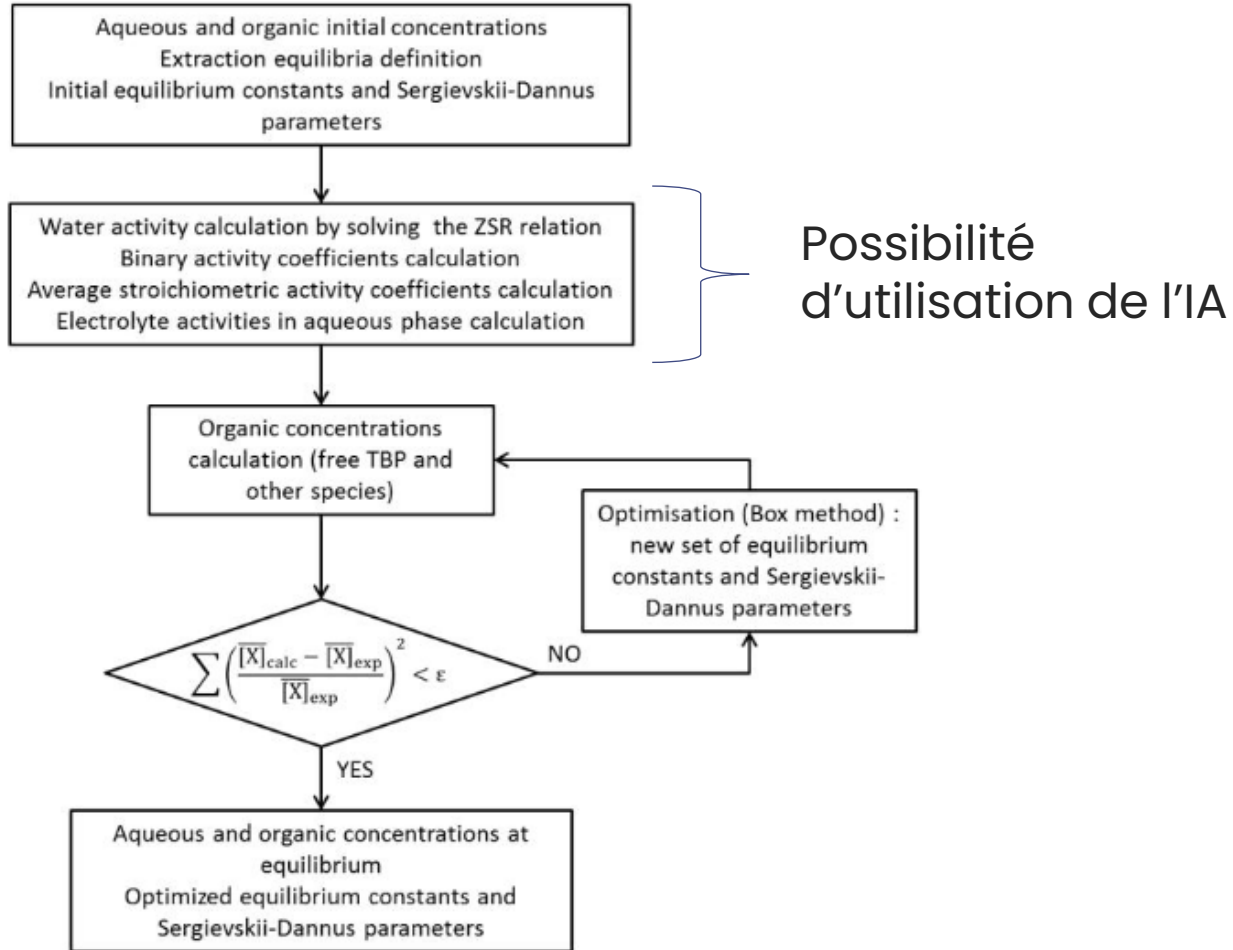 Aqueous and organic initial concentrations
Extraction equilibria definition
Initial equilibrium constants and Sergievskii-Dannus
parameters
Water activity calculation by solving the ZSR relation
Binary activity coefficients calculation
Average stroichiometric activity coefficients calculation
Electrolyte activities in aqueous phase calculation
Possibilité
d'utilisation de l'IA
Organic concentrations
calculation (free TBP and
other species)
Optimisation (Box method) :
new set of equilibrium
constants and Sergievskii-
Dannus parameters
∑ ( ([X̅]calc − [X̅]exp) / [X̅]exp )² < ε
NO
YES
Aqueous and organic concentrations at
equilibrium
Optimized equilibrium constants and
Sergievskii-Dannus parameters